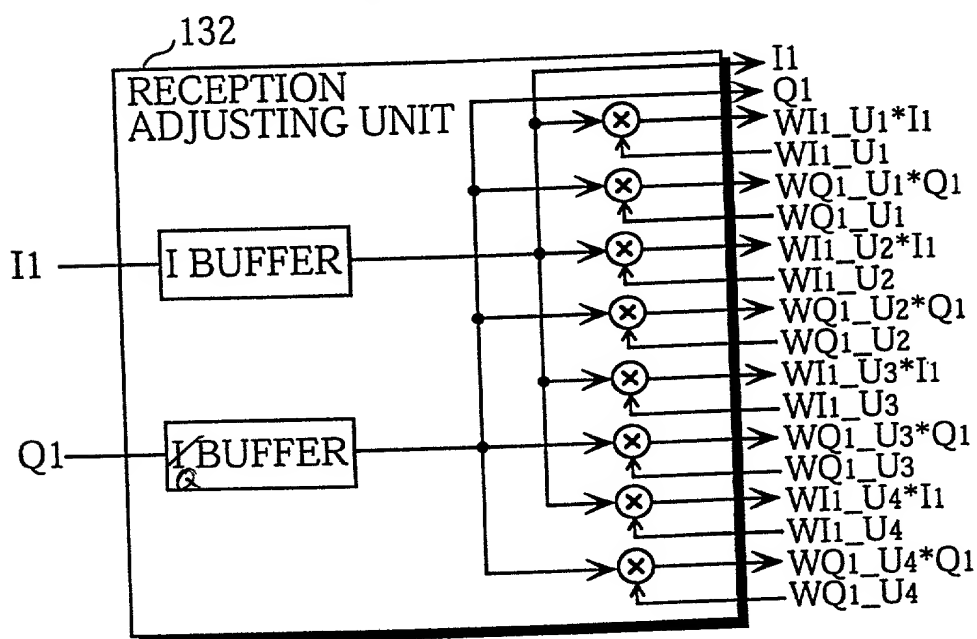 132
RECEPTION
ADJUSTING UNIT
I1
Q1
WI1_U1*I1
WI1_U1
WQ1_U1*Q1
WQ1_U1
I1
I BUFFER
WI1_U2*I1
WI1_U2
WQ1_U2*Q1
WQ1_U2
WI1_U3*I1
WI1_U3
Q1
I BUFFER
Q
WQ1_U3*Q1
WQ1_U3
WI1_U4*I1
WI1_U4
WQ1_U4*Q1
WQ1_U4